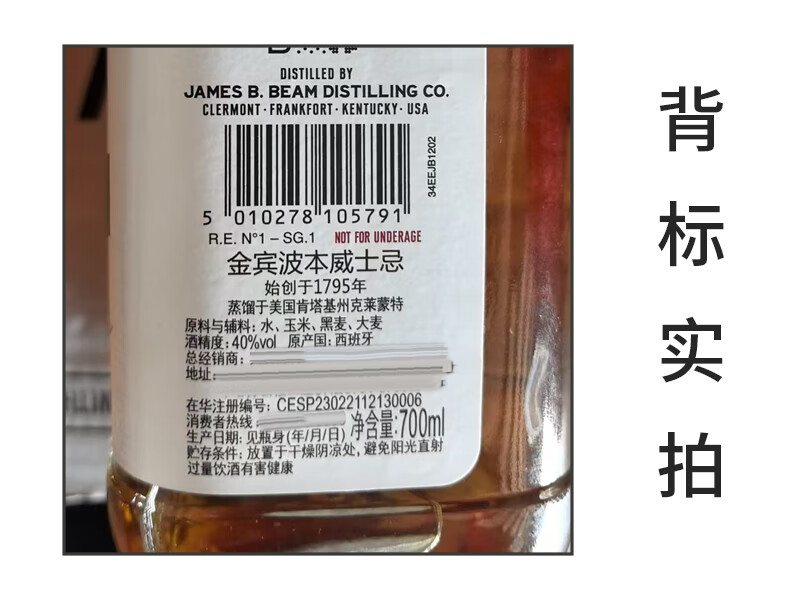 DISTILLED BY
JAMES B. BEAM DISTILLING CO.
CLERMONT · FRANKFORT · KENTUCKY · USA
34EEJB1202
5 010278 105791
R.E. Nº1 – SG.1 NOT FOR UNDERAGE
金宾波本威士忌
始创于1795年
蒸馏于美国肯塔基州克莱蒙特
原料与辅料: 水、玉米、黑麦、大麦
酒精度: 40%vol 原产国: 西班牙
总经销商:
地址:
在华注册编号: CESP23022112130006
消费者热线
净含量:700ml
生产日期: 见瓶身(年/月/日)
贮存条件: 放置于干燥阴凉处, 避免阳光直射
过量饮酒有害健康
背标实拍